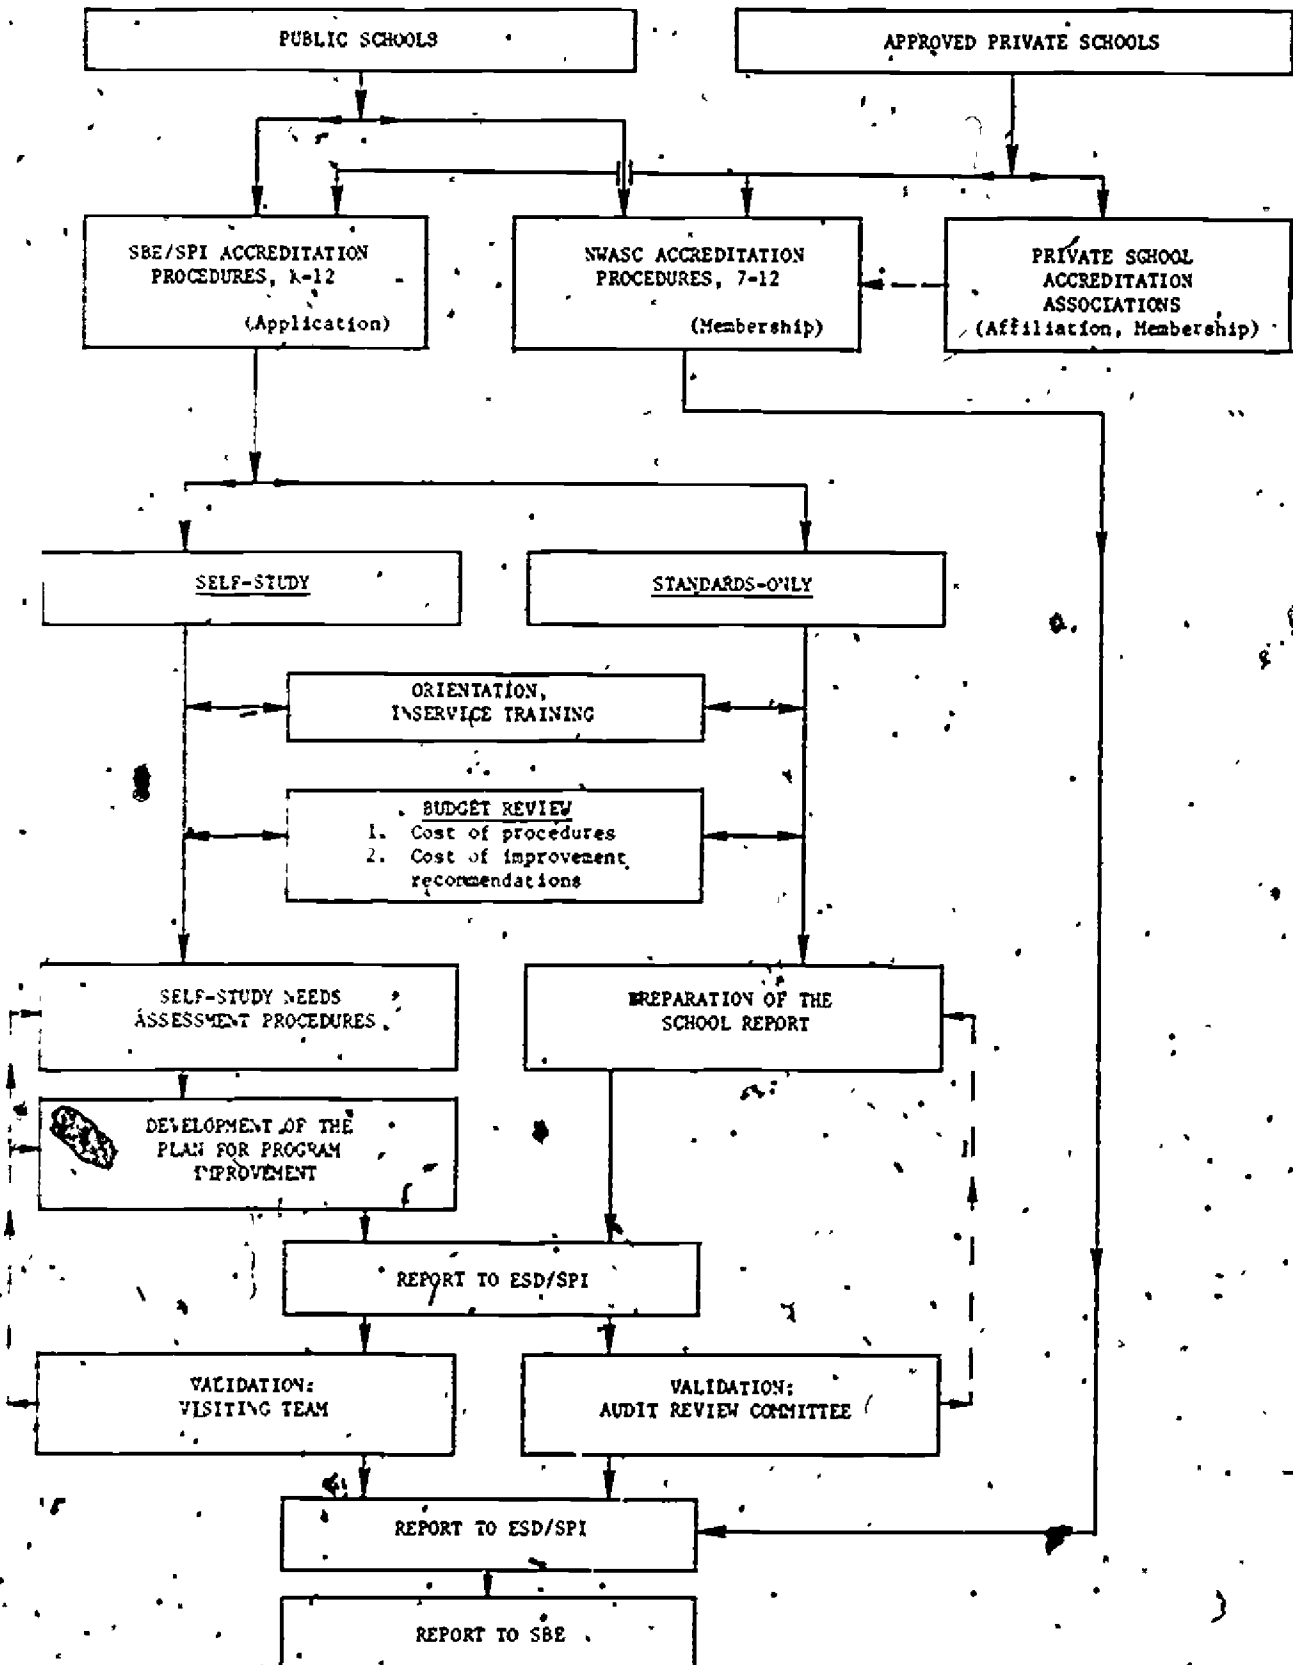 PUBLIC SCHOOLS
APPROVED PRIVATE SCHOOLS
SBE/SPI ACCREDITATION
PROCEDURES, K-12
(Application)
NWASC ACCREDITATION
PROCEDURES, 7-12
(Membership)
PRIVATE SCHOOL
ACCREDITATION
ASSOCIATIONS
(Affiliation, Membership)
SELF-STUDY
STANDARDS-ONLY
ORIENTATION,
INSERVICE TRAINING
BUDGET REVIEW
1. Cost of procedures
2. Cost of improvement
recommendations
SELF-STUDY NEEDS
ASSESSMENT PROCEDURES
PREPARATION OF THE
SCHOOL REPORT
DEVELOPMENT OF THE
PLAN FOR PROGRAM
IMPROVEMENT
REPORT TO ESD/SPI
VALIDATION:
VISITING TEAM
VALIDATION:
AUDIT REVIEW COMMITTEE
REPORT TO ESD/SPI
REPORT TO SBE